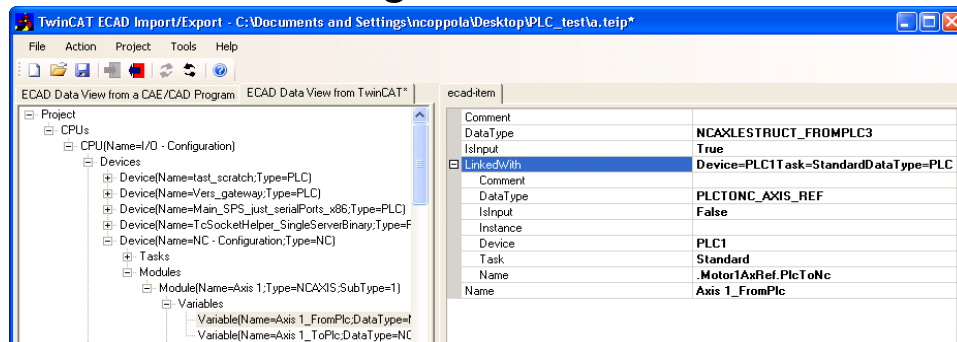 TwinCAT ECAD Import/Export - C:\Documents and Settings\ncoppola\Desktop\PLC_test\a.teip*
File Action Project Tools Help
ECAD Data View from a CAE/CAD Program ECAD Data View from TwinCAT*
Project
CPUs
CPU(Name=I/O - Configuration)
Devices
Device(Name=tast_scratch;Type=PLC)
Device(Name=Vers_gateway;Type=PLC)
Device(Name=Main_SPS_just_serialPorts_x86;Type=PLC)
Device(Name=TcSocketHelper_SingleServerBinary;Type=P
Device(Name=NC - Configuration;Type=NC)
Tasks
Modules
Module(Name=Axis 1;Type=NCAXIS;SubType=1)
Variables
Variable(Name=Axis 1_FromPlc;DataType=N
Variable(Name=Axis 1_ToPlc;DataType=NC
ecad-item
Comment
DataType NCAXLESTRUCT_FROMPLC3
IsInput True
LinkedWith Device=PLC1Task=StandardDataType=PLC
Comment
DataType PLCTONC_AXIS_REF
IsInput False
Instance
Device PLC1
Task Standard
Name .Motor1AxRef.PlcToNc
Name Axis 1_FromPlc